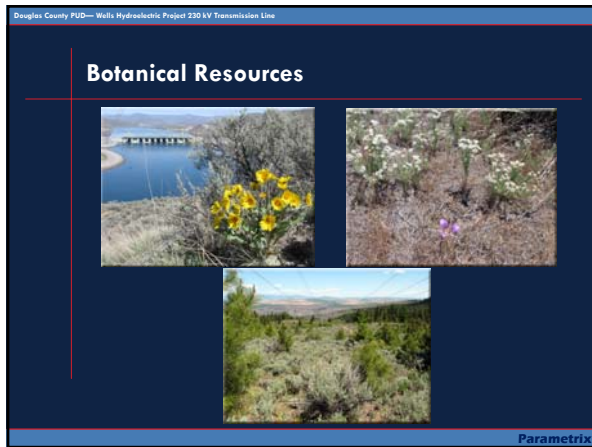 Douglas County PUD— Wells Hydroelectric Project 230 kV Transmission Line
Botanical Resources
Parametrix